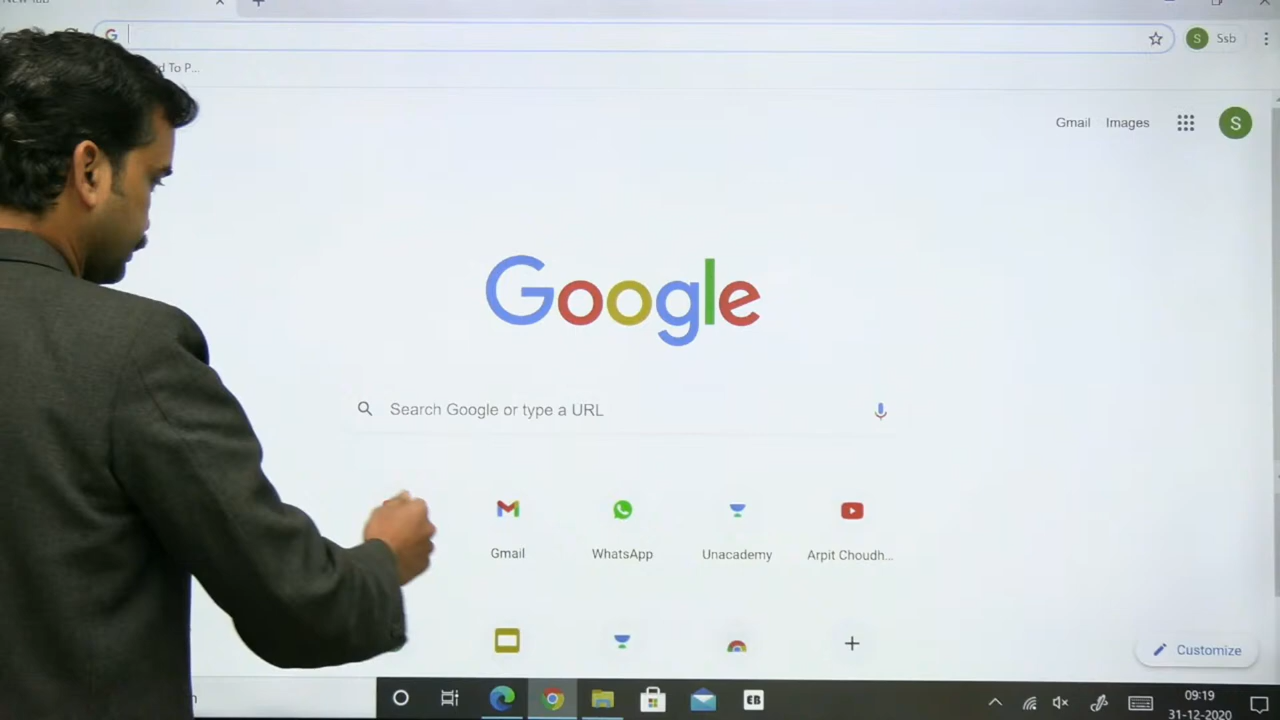 Ssb
d To P...
Gmail Images
S
Google
Search Google or type a URL
Gmail WhatsApp Unacademy Arpit Choudh...
Customize
09:19
31-12-2020